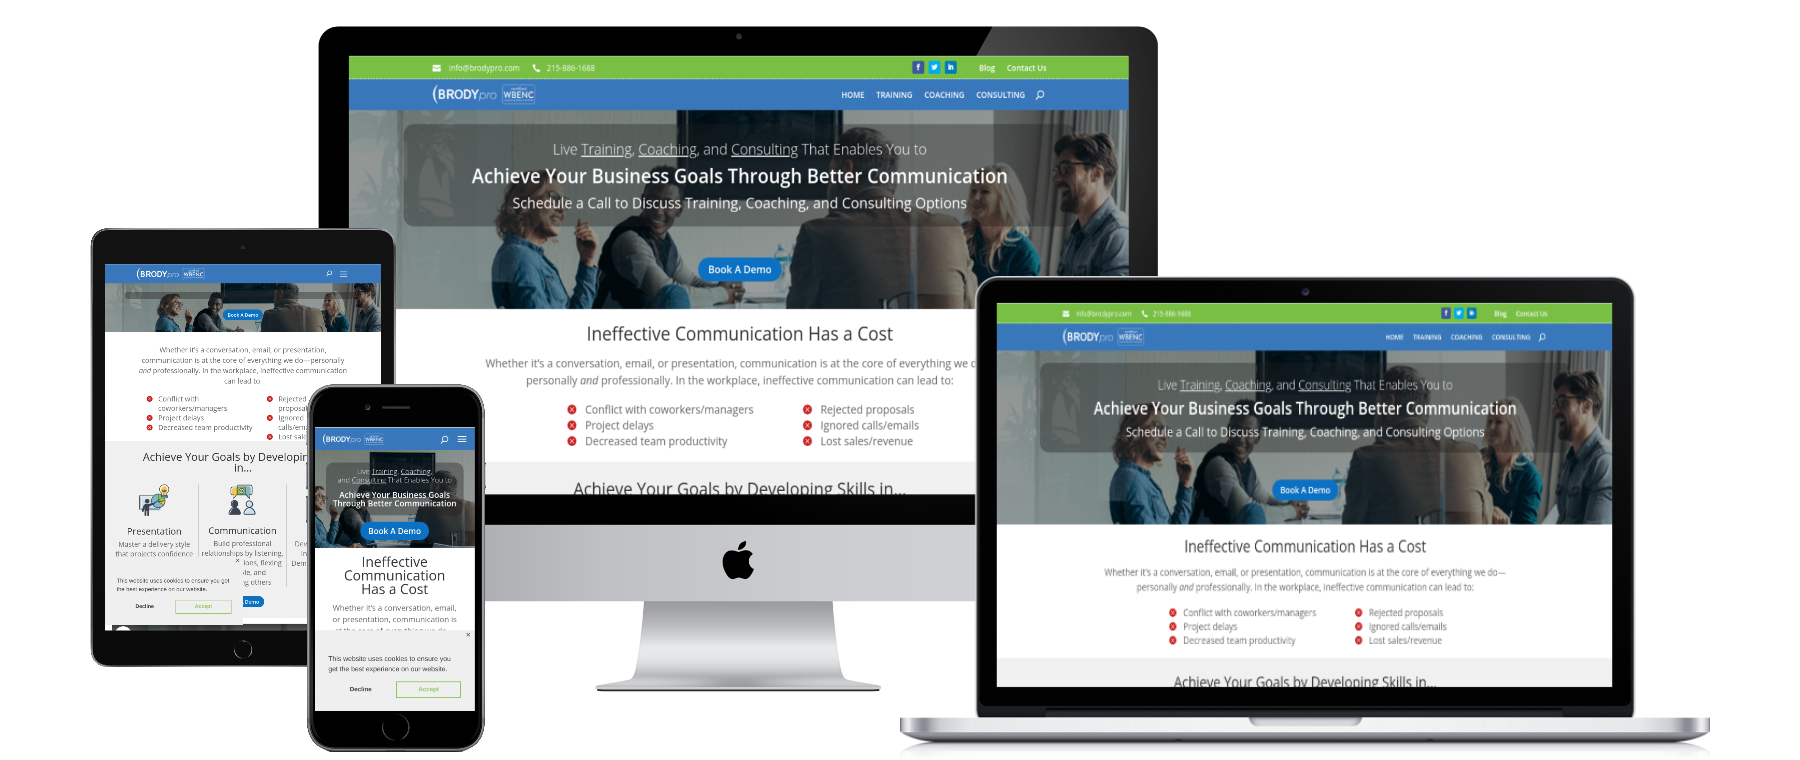 info@brodypro.com 215-886-1688 Blog Contact Us
BRODYpro WBENC HOME TRAINING COACHING CONSULTING
Live Training, Coaching, and Consulting That Enables You to
Achieve Your Business Goals Through Better Communication
Schedule a Call to Discuss Training, Coaching, and Consulting Options
Book A Demo
Ineffective Communication Has a Cost
Whether it's a conversation, email, or presentation, communication is at the core of everything we
personally and professionally. In the workplace, ineffective communication can lead to:
Conflict with coworkers/managers
Project delays
Decreased team productivity
Rejected proposals
Ignored calls/emails
Lost sales/revenue
Achieve Your Goals by Developing Skills in...
BRODYpro WBENC
Book A Demo
Whether it's a conversation, email, or presentation,
communication is at the core of everything we do—personally
and professionally. In the workplace, ineffective communication
can lead to:
Conflict with
coworkers/managers
Project delays
Decreased team productivity
Rejected
proposal
Ignored
calls/em
Lost sale
Achieve Your Goals by Developin
in...
Presentation
Master a delivery style
that projects confidence
Communication
Build professional
relationships by listening,
ions, flexing
le, and
ng others
Dev
In
Dem
This website uses cookies to ensure you get
the best experience on our website.
Decline Accept
Demo
BRODYpro WBENC
Live Training, Coaching,
and Consulting That Enables You to
Achieve Your Business Goals
Through Better Communication
Book A Demo
Ineffective
Communication
Has a Cost
Whether it's a conversation, email,
or presentation, communication is
This website uses cookies to ensure you
get the best experience on our website.
Decline Accept
info@brodypro.com 215-886-1688 Blog Contact Us
BRODYpro WBENC HOME TRAINING COACHING CONSULTING
Live Training, Coaching, and Consulting That Enables You to
Achieve Your Business Goals Through Better Communication
Schedule a Call to Discuss Training, Coaching, and Consulting Options
Book A Demo
Ineffective Communication Has a Cost
Whether it's a conversation, email, or presentation, communication is at the core of everything we do—
personally and professionally. In the workplace, ineffective communication can lead to:
Conflict with coworkers/managers
Project delays
Decreased team productivity
Rejected proposals
Ignored calls/emails
Lost sales/revenue
Achieve Your Goals by Developing Skills in...